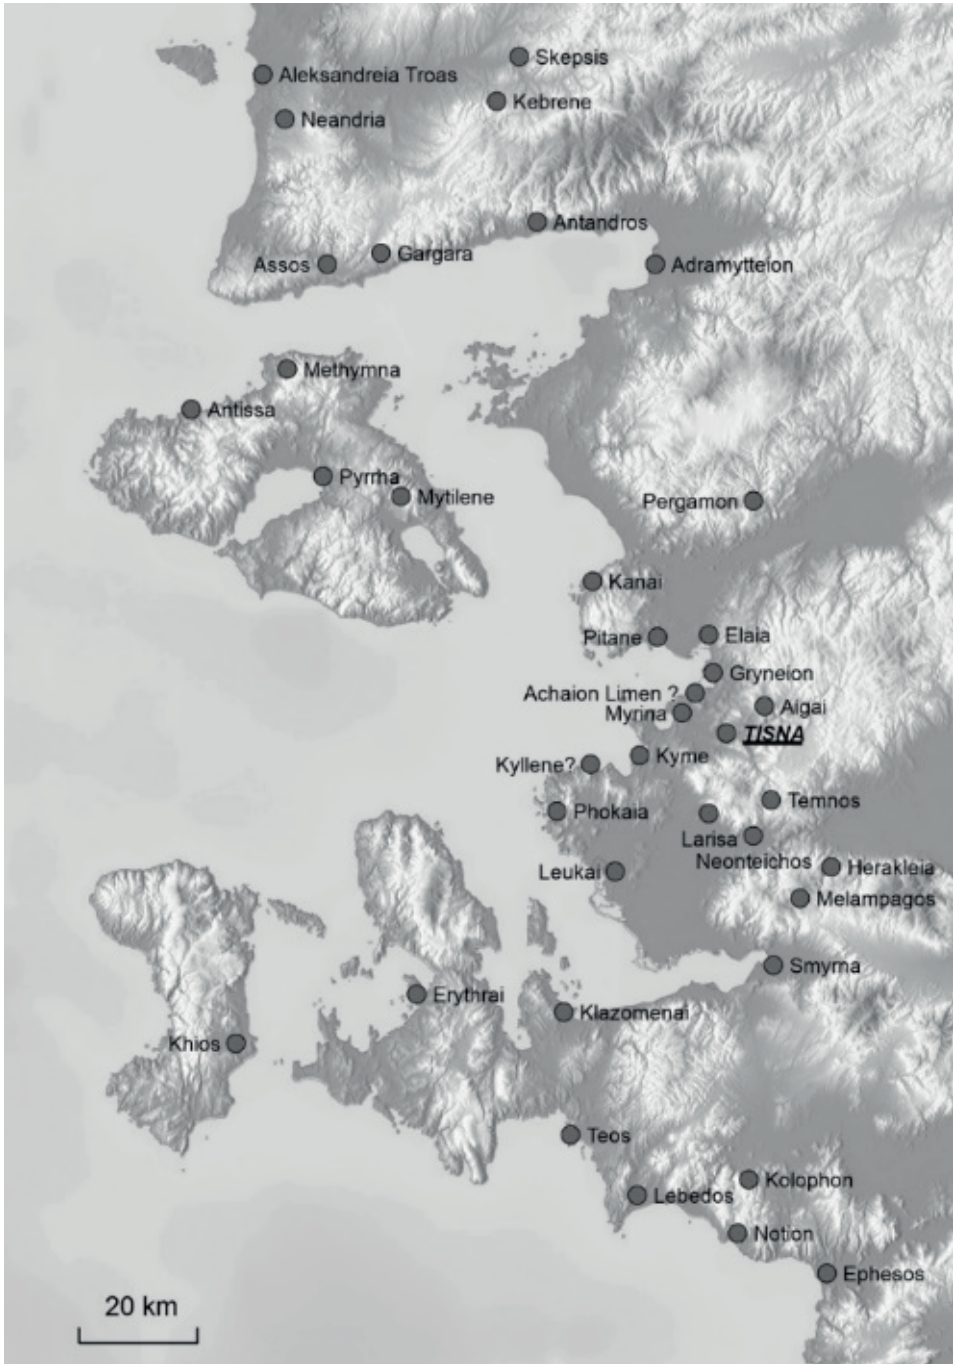 Skepsis
Aleksandreia Troas
Kebrene
Neandria
Antandros
Gargara
Assos
Adramytteion
Methymna
Antissa
Pyrrha
Mytilene
Pergamon
Kanai
Pitane
Elaia
Gryneion
Achaion Limen ?
Aigai
Myrina
TISNA
Kyme
Kyllene?
Temnos
Phokaia
Larisa
Neonteichos
Herakleia
Leukai
Melampagos
Smyrna
Erythrai
Klazomenai
Khios
Teos
Kolophon
Lebedos
Notion
Ephesos
20 km